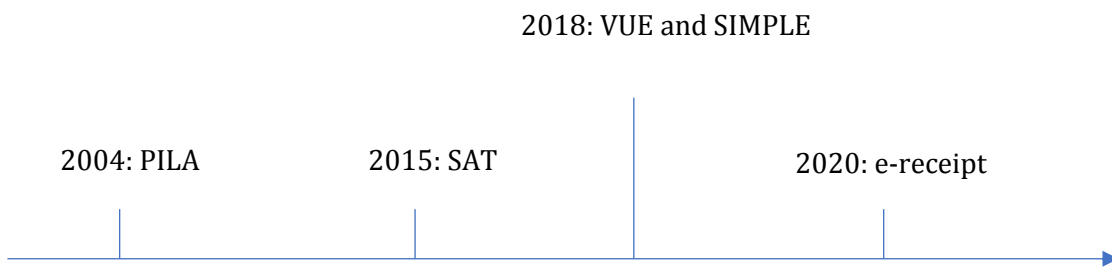 2018: VUE and SIMPLE
2004: PILA
2015: SAT
2020: e-receipt